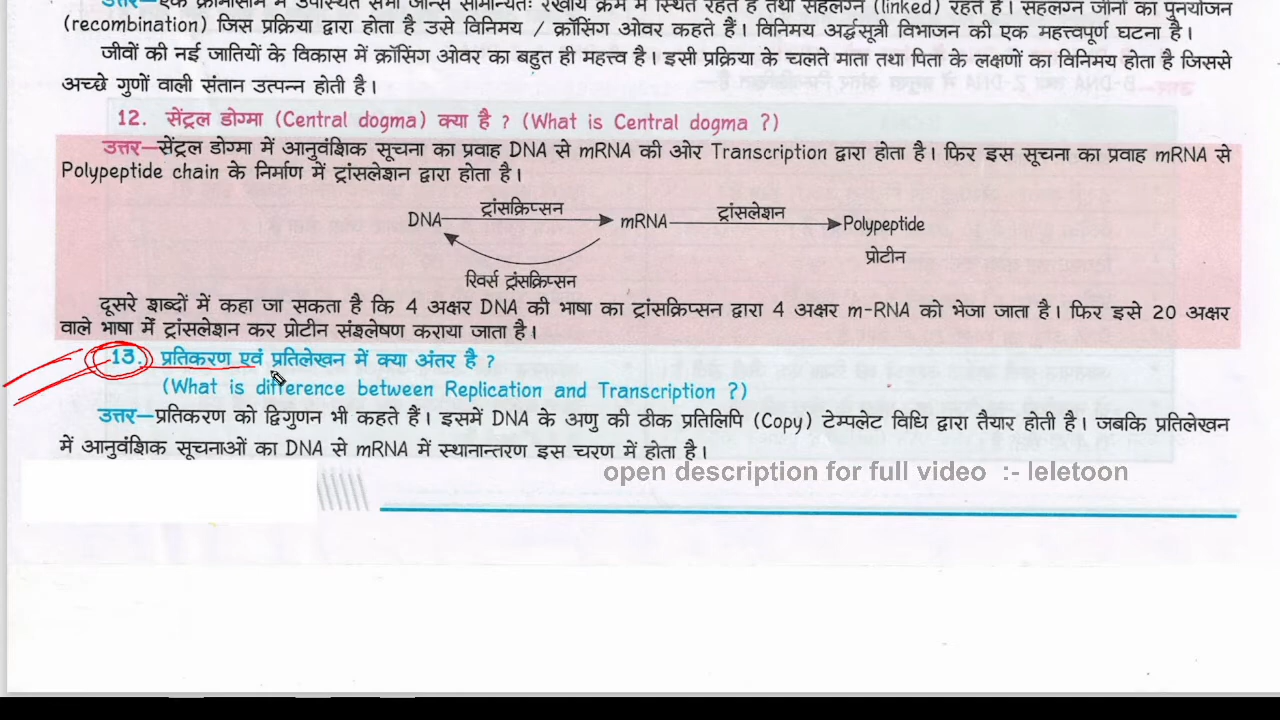 उत्तर—एक क्रोमोसोम में उपस्थित सभी जीन्स सामान्यतः रेखीय क्रम में स्थित रहते हैं तथा सहलग्न (linked) रहते हैं। सहलग्न जीनों का पुनर्योजन
(recombination) जिस प्रक्रिया द्वारा होता है उसे विनिमय / क्रॉसिंग ओवर कहते हैं। विनिमय अर्द्धसूत्री विभाजन की एक महत्त्वपूर्ण घटना है।
जीवों की नई जातियों के विकास में क्रॉसिंग ओवर का बहुत ही महत्त्व है। इसी प्रक्रिया के चलते माता तथा पिता के लक्षणों का विनिमय होता है जिससे
अच्छे गुणों वाली संतान उत्पन्न होती है।
12. सेंट्रल डोग्मा (Central dogma) क्या है ? (What is Central dogma ?)
उत्तर—सेंट्रल डोग्मा में आनुवंशिक सूचना का प्रवाह DNA से mRNA की ओर Transcription द्वारा होता है। फिर इस सूचना का प्रवाह mRNA से
Polypeptide chain के निर्माण में ट्रांसलेशन द्वारा होता है।
DNA ट्रांसक्रिप्सन mRNA ट्रांसलेशन Polypeptide
प्रोटीन
रिवर्स ट्रांसक्रिप्सन
दूसरे शब्दों में कहा जा सकता है कि 4 अक्षर DNA की भाषा का ट्रांसक्रिप्सन द्वारा 4 अक्षर m-RNA को भेजा जाता है। फिर इसे 20 अक्षर
वाले भाषा में ट्रांसलेशन कर प्रोटीन संश्लेषण कराया जाता है।
13. प्रतिकरण एवं प्रतिलेखन में क्या अंतर है ?
(What is difference between Replication and Transcription ?)
उत्तर—प्रतिकरण को द्विगुणन भी कहते हैं। इसमें DNA के अणु की ठीक प्रतिलिपि (Copy) टेम्पलेट विधि द्वारा तैयार होती है। जबकि प्रतिलेखन
में आनुवंशिक सूचनाओं का DNA से mRNA में स्थानान्तरण इस चरण में होता है।
open description for full video :- leletoon